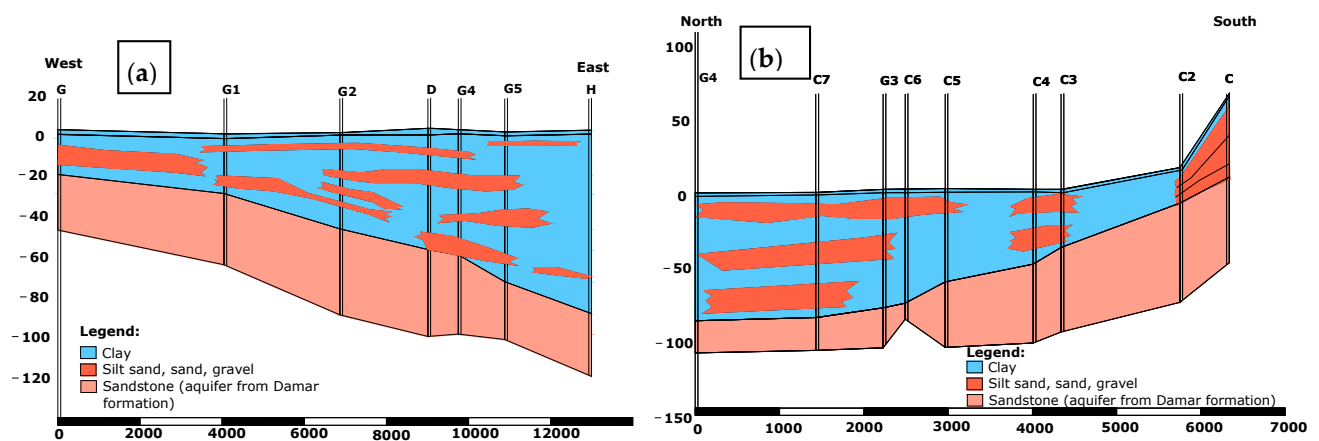 (a)
West
East
G G1 G2 D G4 G5 H
20
0
-20
-40
-60
-80
-100
-120
Legend:
Clay
Silt sand, sand, gravel
Sandstone (aquifer from Damar
formation)
0 2000 4000 6000 8000 10000 12000
(b)
North South
100
G4 C7 G3 C6 C5 C4 C3 C2 C
50
0
-50
-100
-150
Legend:
Clay
Silt sand, sand, gravel
Sandstone (aquifer from Damar formation)
0 1000 2000 3000 4000 5000 6000 7000